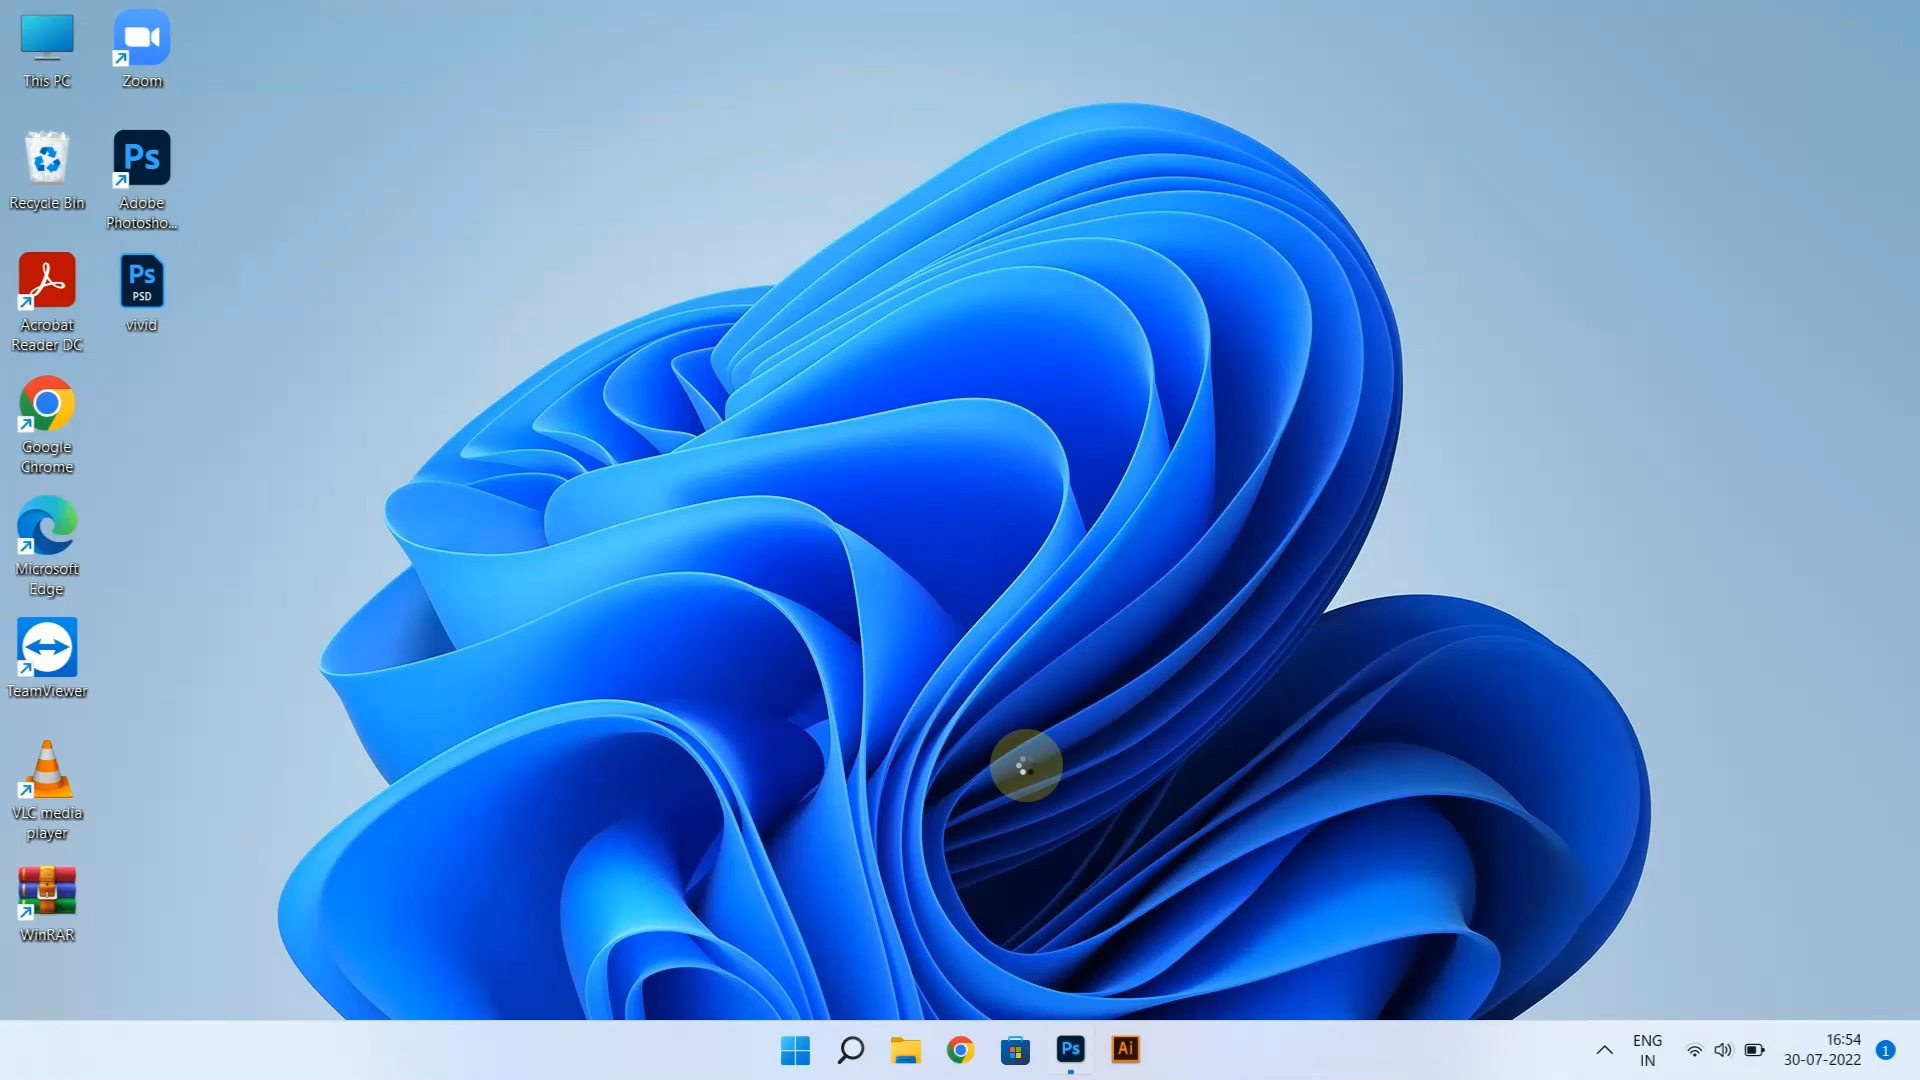 This PC
Zoom
Recycle Bin
Ps
Adobe
Photosho...
Acrobat
Reader DC
Ps
PSD
vivid
Google
Chrome
Microsoft
Edge
TeamViewer
VLC media
player
WinRAR
Ps
Ai
ENG
IN
16:54
30-07-2022
1